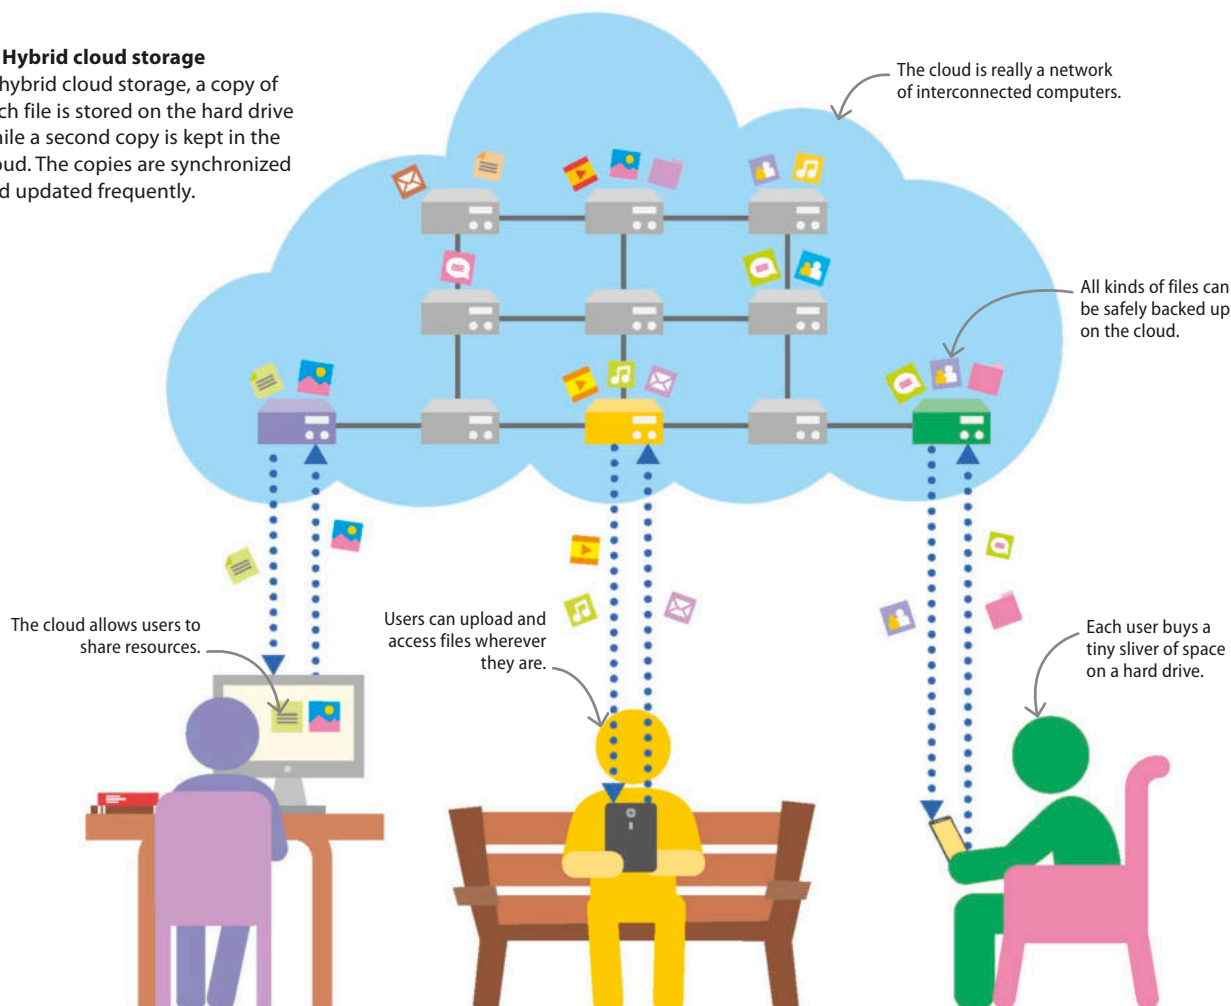 Hybrid cloud storage
hybrid cloud storage, a copy of
ch file is stored on the hard drive
ile a second copy is kept in the
oud. The copies are synchronized
d updated frequently.
The cloud is really a network
of interconnected computers.
All kinds of files can
be safely backed up
on the cloud.
The cloud allows users to
share resources.
Users can upload and
access files wherever
they are.
Each user buys a
tiny sliver of space
on a hard drive.